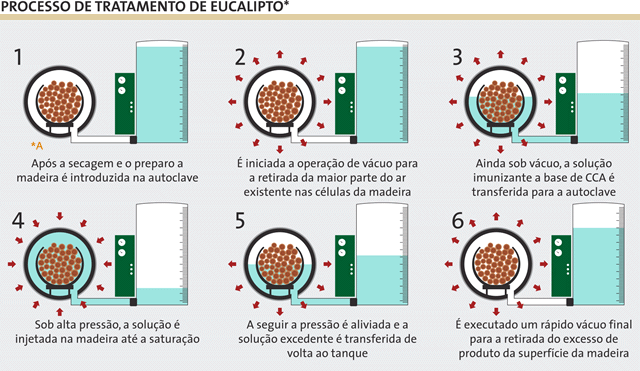 PROCESSO DE TRATAMENTO DE EUCALIPTO*
1
*A
Após a secagem e o preparo a
madeira é introduzida na autoclave
2
É iniciada a operação de vácuo para
a retirada da maior parte do ar
existente nas células da madeira
3
Ainda sob vácuo, a solução
imunizante a base de CCA é
transferida para a autoclave
4
Sob alta pressão, a solução é
injetada na madeira até a saturação
5
A seguir a pressão é aliviada e a
solução excedente é transferida de
volta ao tanque
6
É executado um rápido vácuo final
para a retirada do excesso de
produto da superfície da madeira